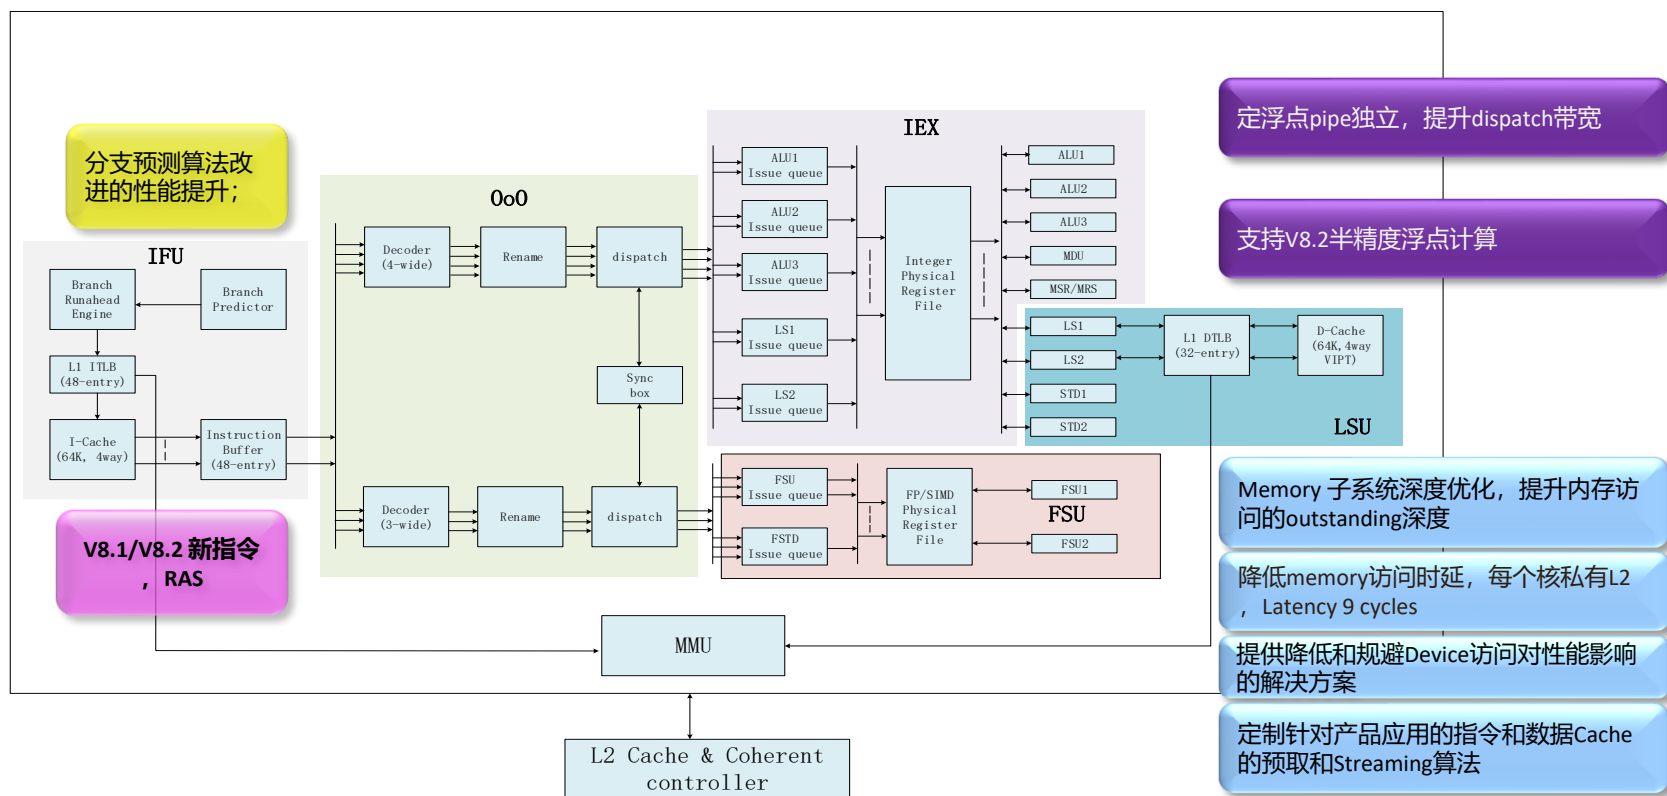 定浮点pipe独立，提升dispatch带宽
支持V8.2半精度浮点计算
分支预测算法改
进的性能提升；
IFU
Branch
Runahead
Engine
Branch
Predictor
L1 ITLB
(48-entry)
I-Cache
(64K, 4way)
Instruction
Buffer
(48-entry)
V8.1/V8.2 新指令
，RAS
OoO
Decoder
(4-wide)
Rename
dispatch
Sync
box
Decoder
(3-wide)
Rename
dispatch
IEX
ALU1
Issue queue
ALU2
Issue queue
ALU3
Issue queue
LS1
Issue queue
LS2
Issue queue
Integer
Physical
Register
File
ALU1
ALU2
ALU3
MDU
MSR/MRS
LS1
LS2
STD1
STD2
L1 DTLB
(32-entry)
D-Cache
(64K,4way
VIPT)
LSU
FSU
Issue queue
FSTD
Issue queue
FP/SIMD
Physical
Register
File
FSU1
FSU
FSU2
MMU
L2 Cache & Coherent
controller
Memory 子系统深度优化，提升内存访
问的outstanding深度
降低memory访问时延，每个核私有L2
，Latency 9 cycles
提供降低和规避Device访问对性能影响
的解决方案
定制针对产品应用的指令和数据Cache
的预取和Streaming算法